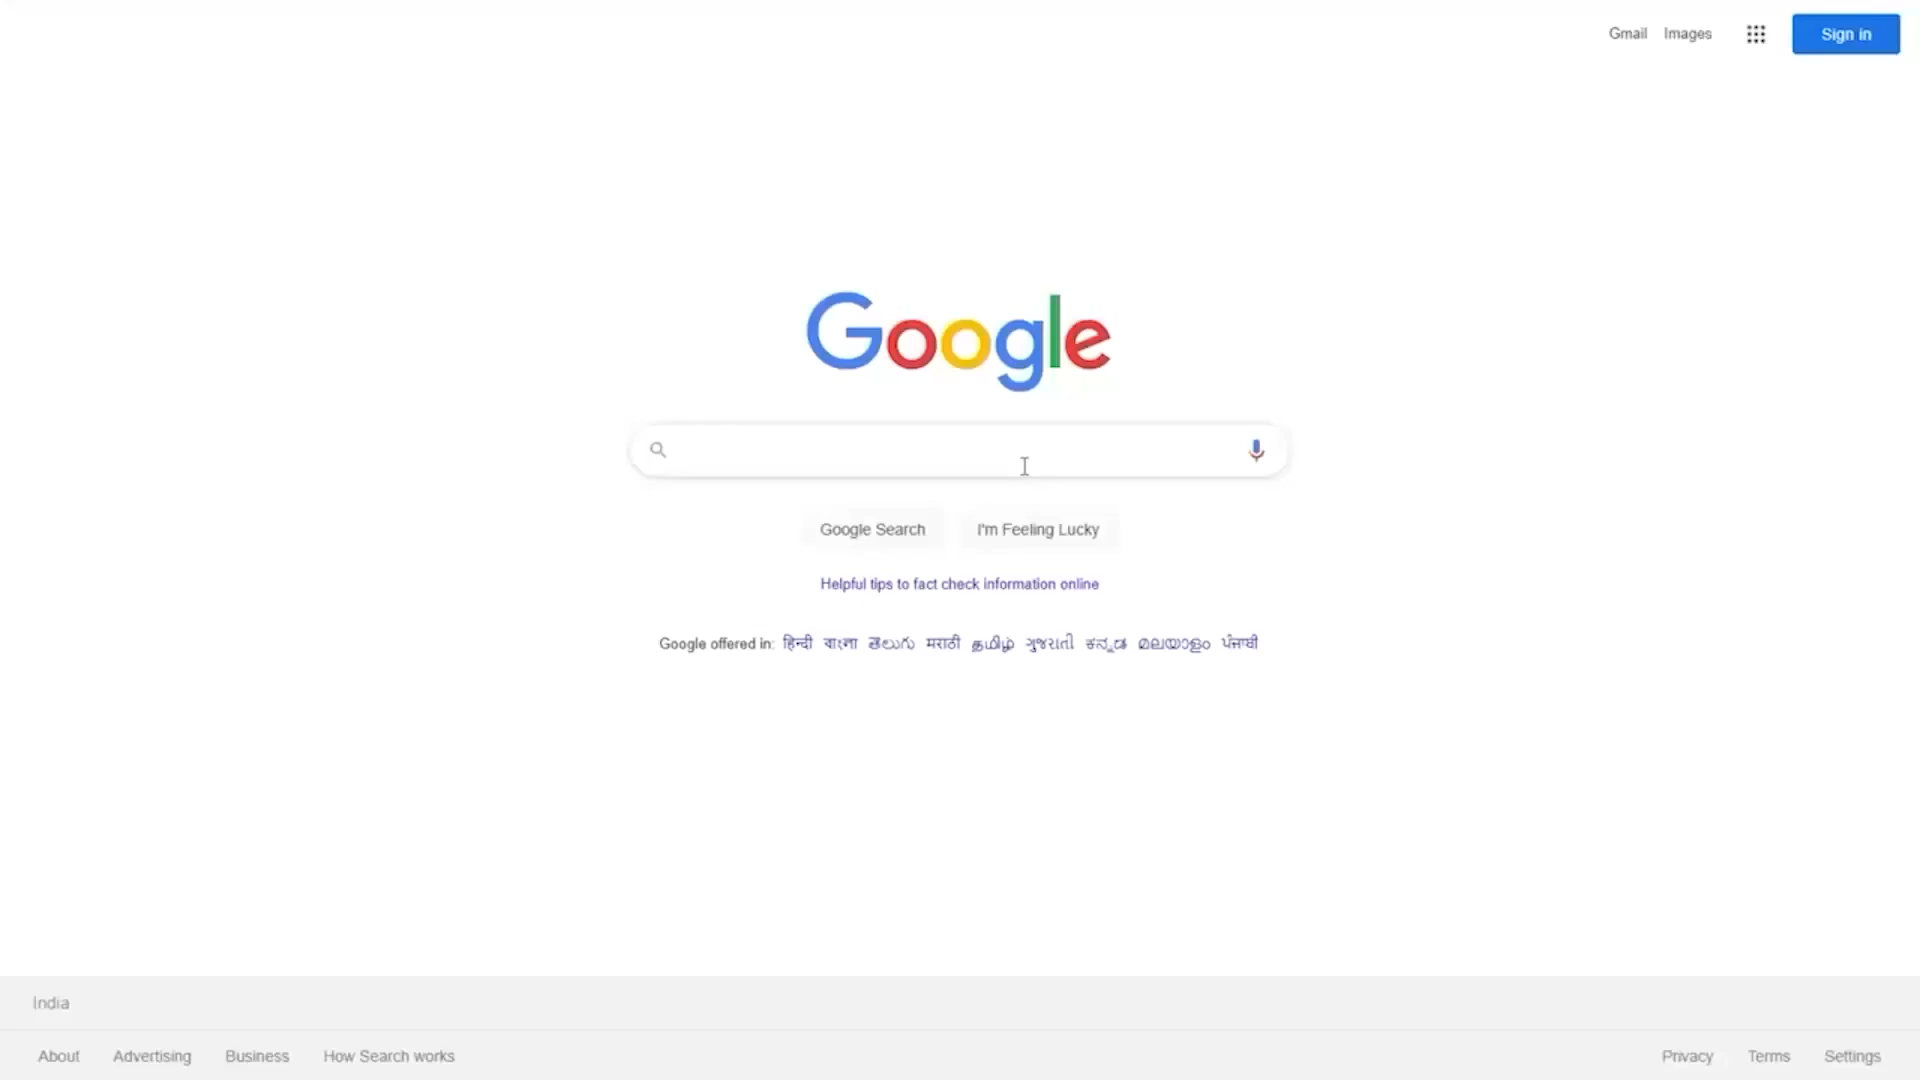 Gmail Images Sign in
Google
Google Search I'm Feeling Lucky
Helpful tips to fact check information online
Google offered in: हिन्दी বাংলা తెలుగు मराठी தமிழ் ગુજરાતી ಕನ್ನಡ മലയാളം ਪੰਜਾਬੀ
India
About Advertising Business How Search works Privacy Terms Settings